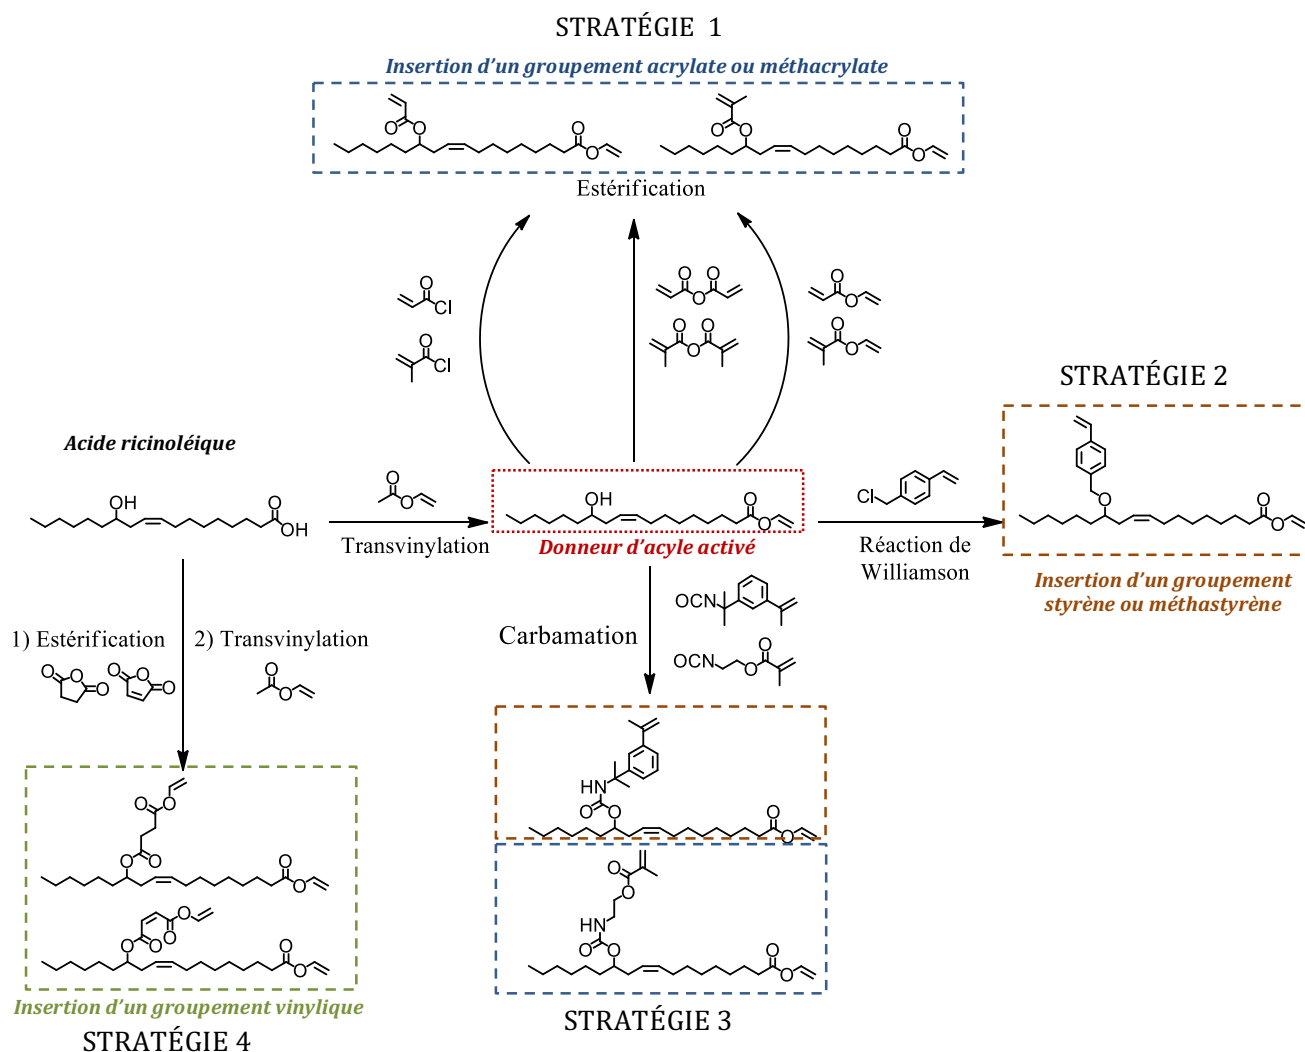 STRATÉGIE 1
Insertion d'un groupement acrylate ou méthacrylate
O
O
O
O
O
O
O
O
Estérification
O
Cl
O
Cl
O O
O
O O
O
O
O
O
O
STRATÉGIE 2
Acide ricinoléique
OH
O
OH
O
O
Transvinylation
OH
O
O
Donneur d'acyle activé
Cl
Réaction de
Williamson
O
O
O
Insertion d'un groupement
styrène ou méthastyrène
1) Estérification
2) Transvinylation
O O O
O O O
O
O
Carbamation
OCN
OCN
O
O
HN
O
O
O
O
O
O
HN
O
O
O
O
STRATÉGIE 3
O
O
O
O
O
O
O
O
O
O
O
O
Insertion d'un groupement vinylique
STRATÉGIE 4